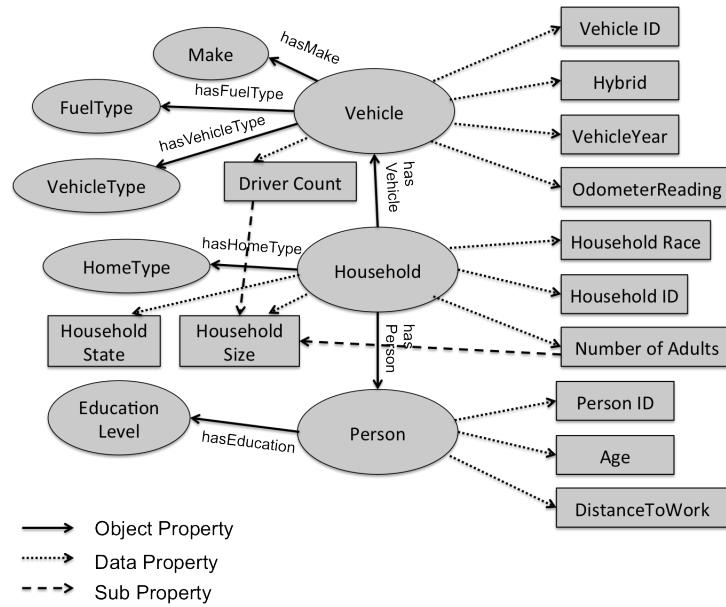 Vehicle ID
Make
hasMake
Hybrid
FuelType
hasFuelType
Vehicle
hasVehicleType
VehicleYear
VehicleType
Driver Count
has
Vehicle
OdometerReading
Household Race
hasHomeType
HomeType
Household
Household ID
Household
State
Household
Size
has
Person
Number of Adults
Education
Level
Person ID
hasEducation
Person
Age
DistanceToWork
Object Property
Data Property
Sub Property